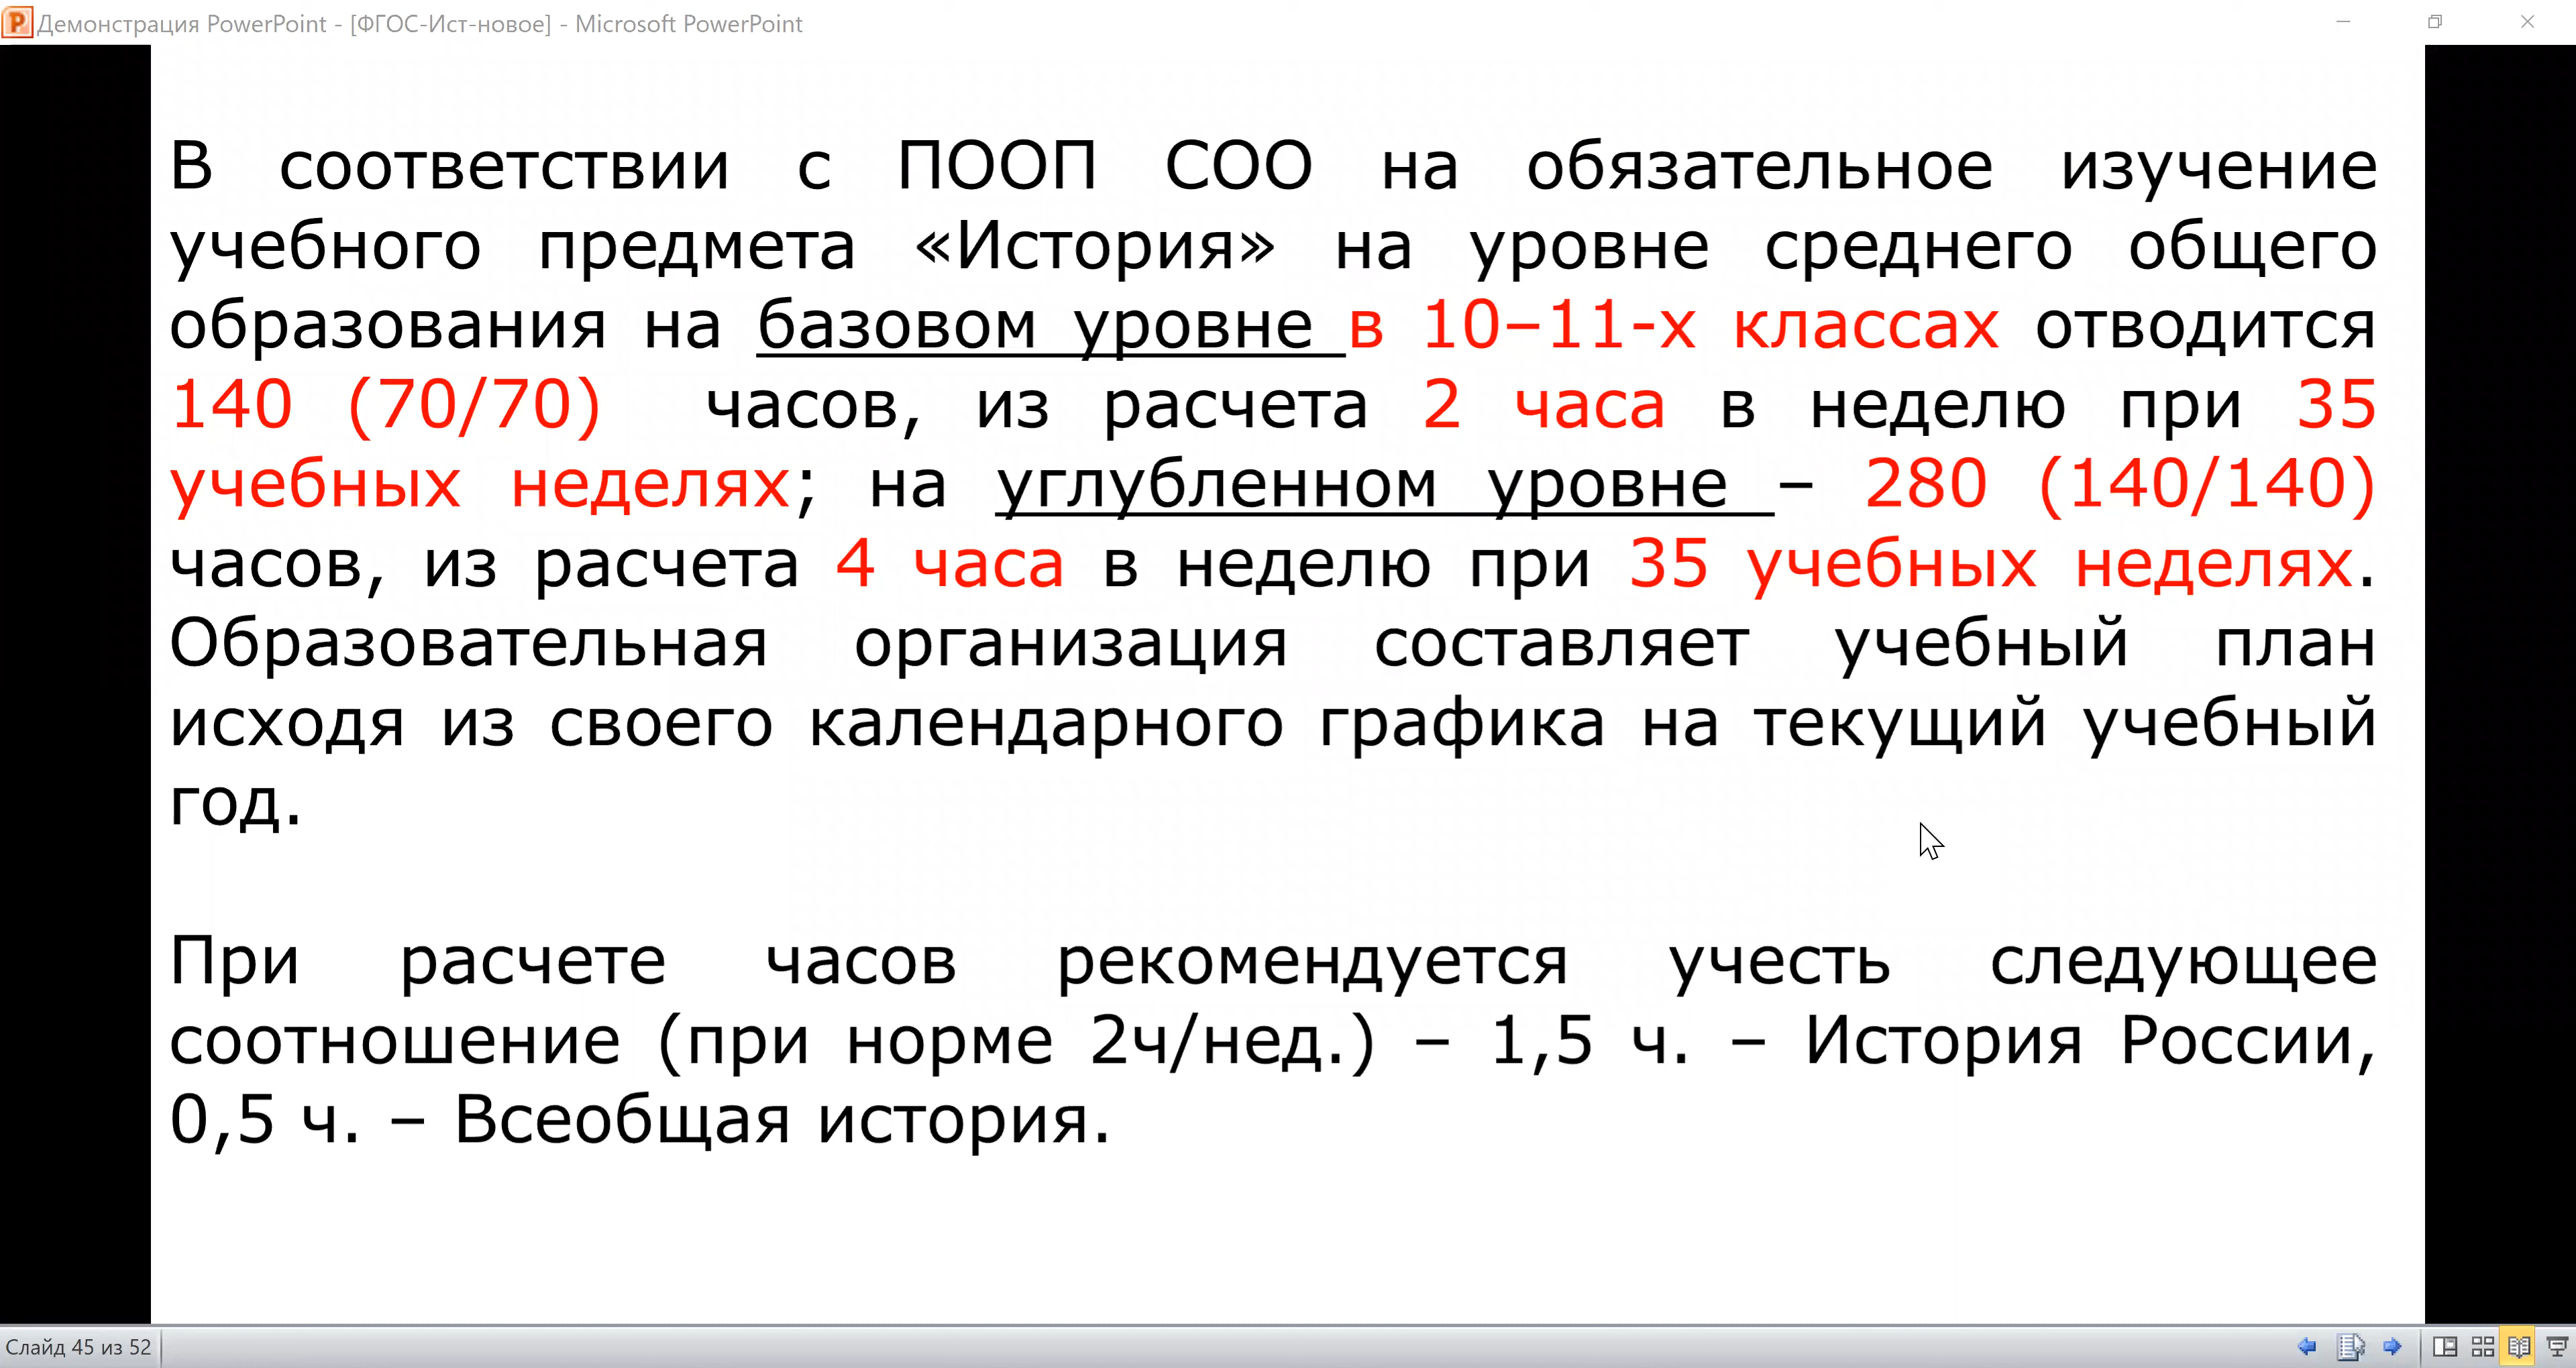 Демонстрация PowerPoint - [ФГОС-Ист-новое] - Microsoft PowerPoint
В соответствии с ПООП СОО на обязательное изучение
учебного предмета «История» на уровне среднего общего
образования на базовом уровне в 10–11-х классах отводится
140 (70/70) часов, из расчета 2 часа в неделю при 35
учебных неделях; на углубленном уровне – 280 (140/140)
часов, из расчета 4 часа в неделю при 35 учебных неделях.
Образовательная организация составляет учебный план
исходя из своего календарного графика на текущий учебный
год.
При расчете часов рекомендуется учесть следующее
соотношение (при норме 2ч/нед.) – 1,5 ч. – История России,
0,5 ч. – Всеобщая история.
Слайд 45 из 52